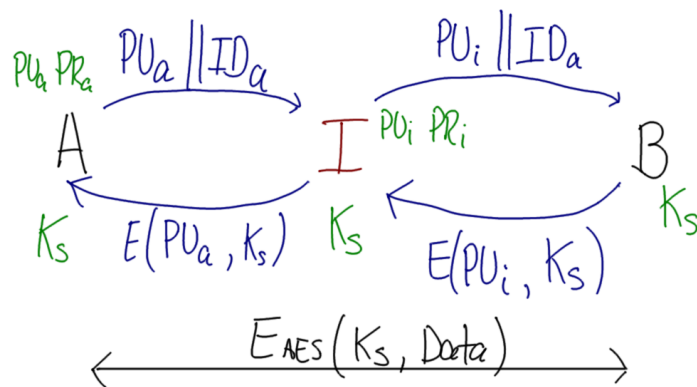 PUa || IDa
PUi || IDa
PUa PRa
PUi PRi
A
I
B
Ks
E(PUa, Ks)
Ks
E(PUi, Ks)
Ks
EAES(Ks, Data)